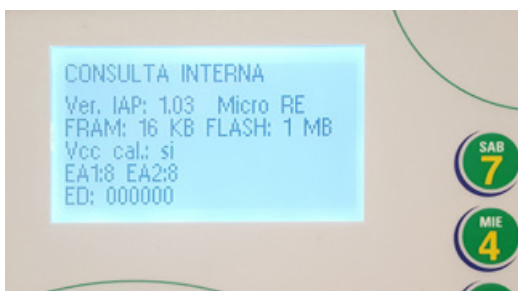 CONSULTA INTERNA
Ver. IAP: 1.03 Micro RE
FRAM: 16 KB FLASH: 1 MB
Vcc cal.: si
EA1:8 EA2:8
ED: 000000
SAB
7
MIE
4